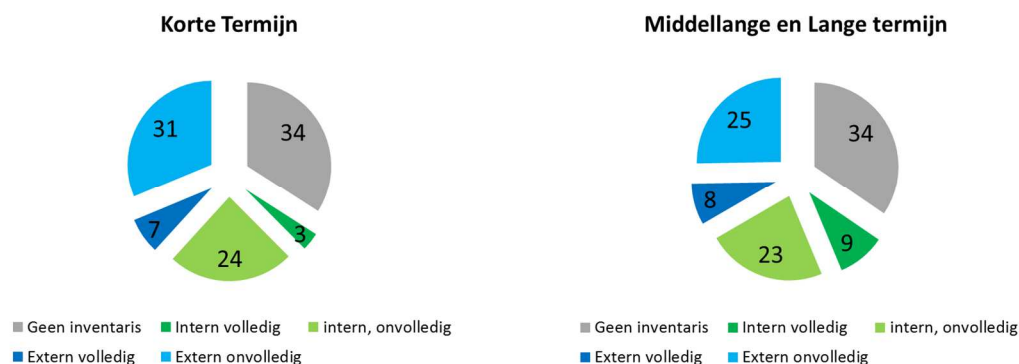 Korte Termijn
31
34
7
3
24
Geen inventaris Intern volledig intern, onvolledig
Extern volledig Extern onvolledig
Middellange en Lange termijn
25
34
8
9
23
Geen inventaris Intern volledig intern, onvolledig
Extern volledig Extern onvolledig